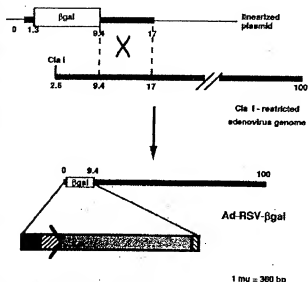 βgal
linearized
plasmid
0 1.3 9.4 17
Cla I
2.6 9.4 17 100
Cla I - restricted
adenovirus genome
0 9.4 100
βgal
Ad-RSV-βgal
1 mu = 360 bp